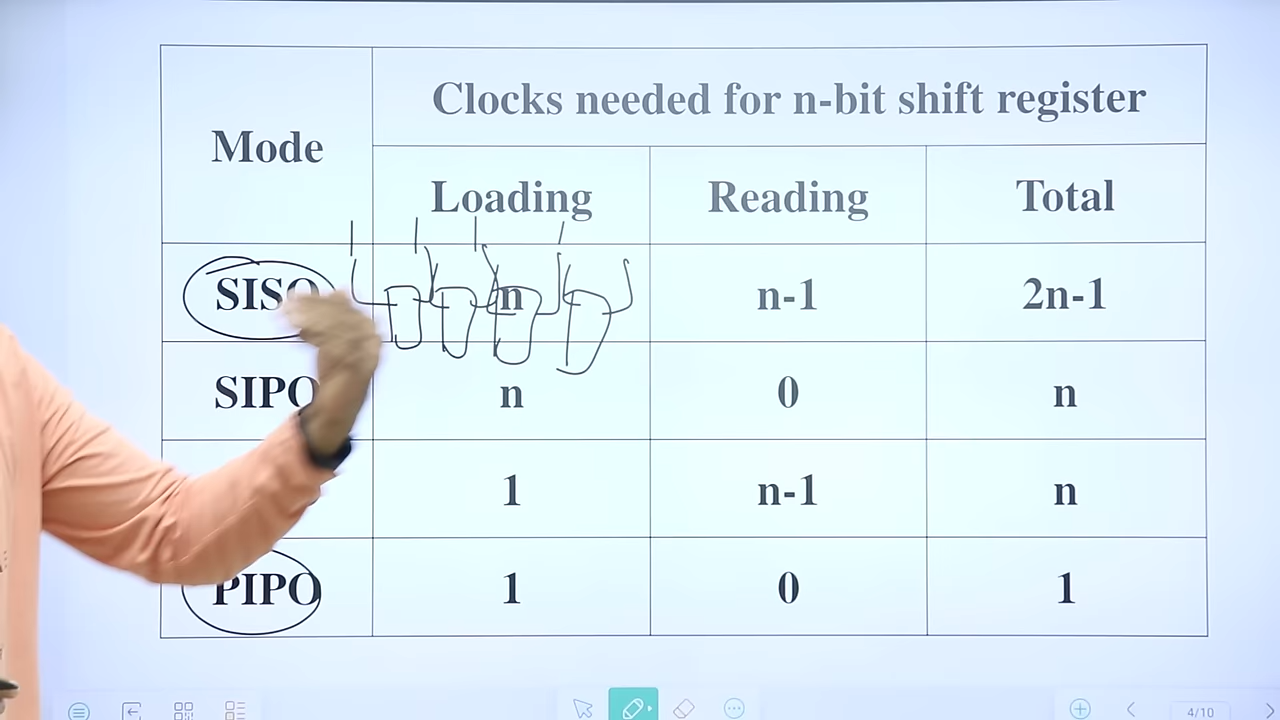 Clocks needed for n-bit shift register
Mode
Loading Reading Total
SISO n n-1 2n-1
SIPO n 0 n
1 n-1 n
PIPO 1 0 1
4/10